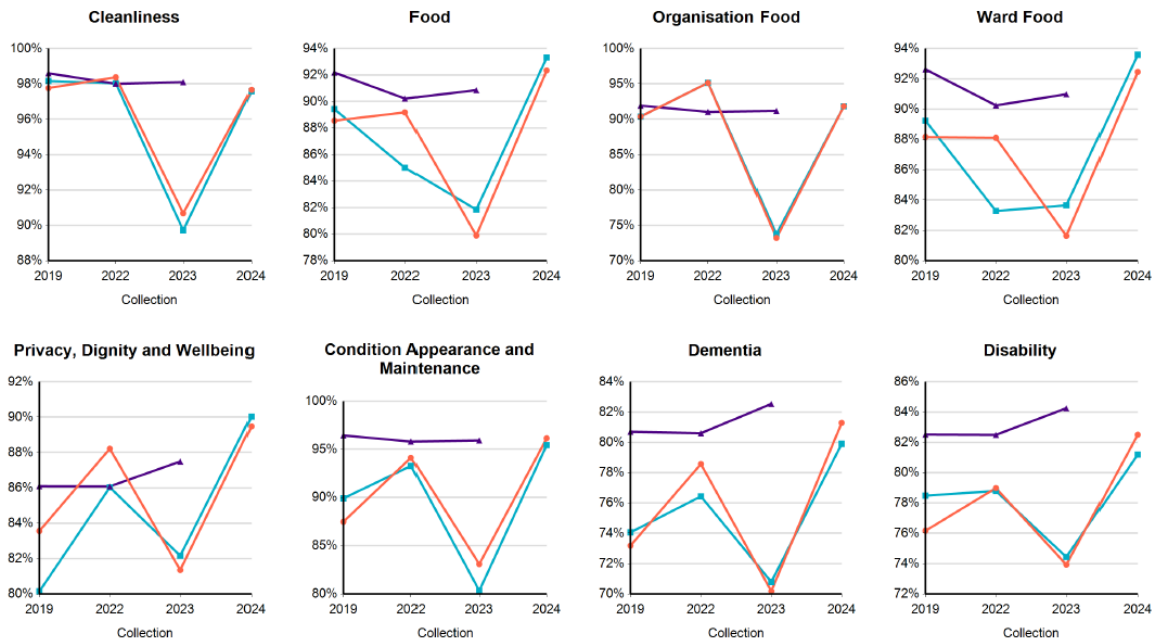 Cleanliness
100%
98%
96%
94%
92%
90%
88%
2019 2022 2023 2024
Collection
Food
94%
92%
90%
88%
86%
84%
82%
80%
78%
2019 2022 2023 2024
Collection
Organisation Food
100%
95%
90%
85%
80%
75%
70%
2019 2022 2023 2024
Collection
Ward Food
94%
92%
90%
88%
86%
84%
82%
80%
2019 2022 2023 2024
Collection
Privacy, Dignity and Wellbeing
92%
90%
88%
86%
84%
82%
80%
2019 2022 2023 2024
Collection
Condition Appearance and
Maintenance
100%
95%
90%
85%
80%
2019 2022 2023 2024
Collection
Dementia
84%
82%
80%
78%
76%
74%
72%
70%
2019 2022 2023 2024
Collection
Disability
86%
84%
82%
80%
78%
76%
74%
72%
2019 2022 2023 2024
Collection